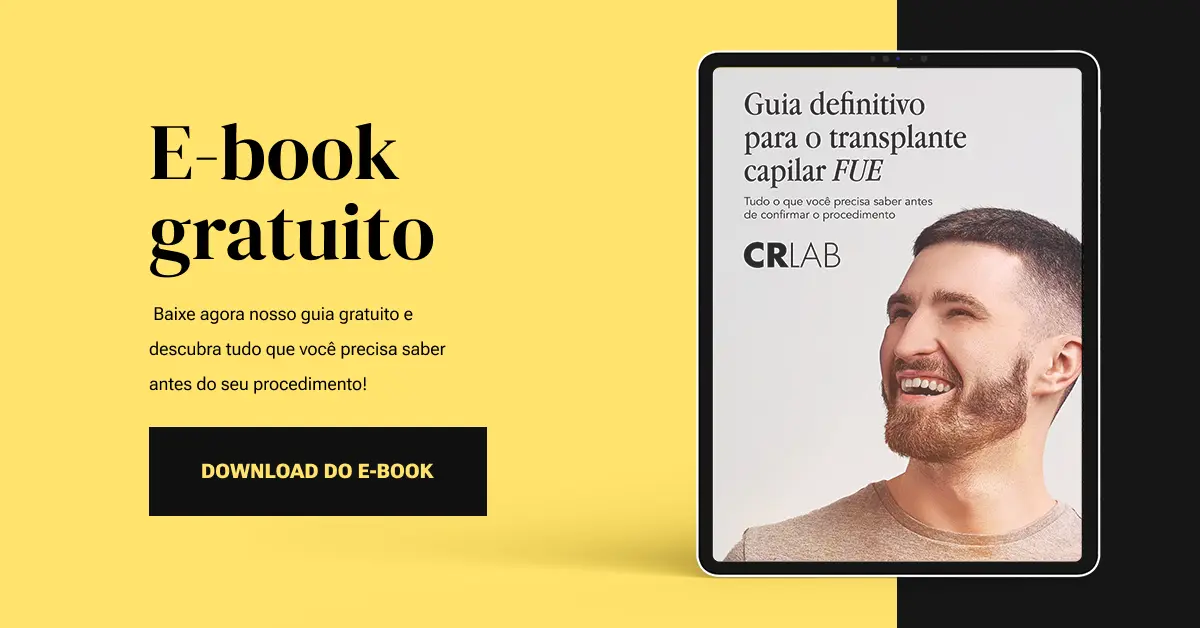 E-book
gratuito
Baixe agora nosso guia gratuito e
descubra tudo que você precisa saber
antes do seu procedimento!
DOWNLOAD DO E-BOOK
Guia definitivo
para o transplante
capilar FUE
Tudo o que você precisa saber antes
de confirmar o procedimento
CRLAB